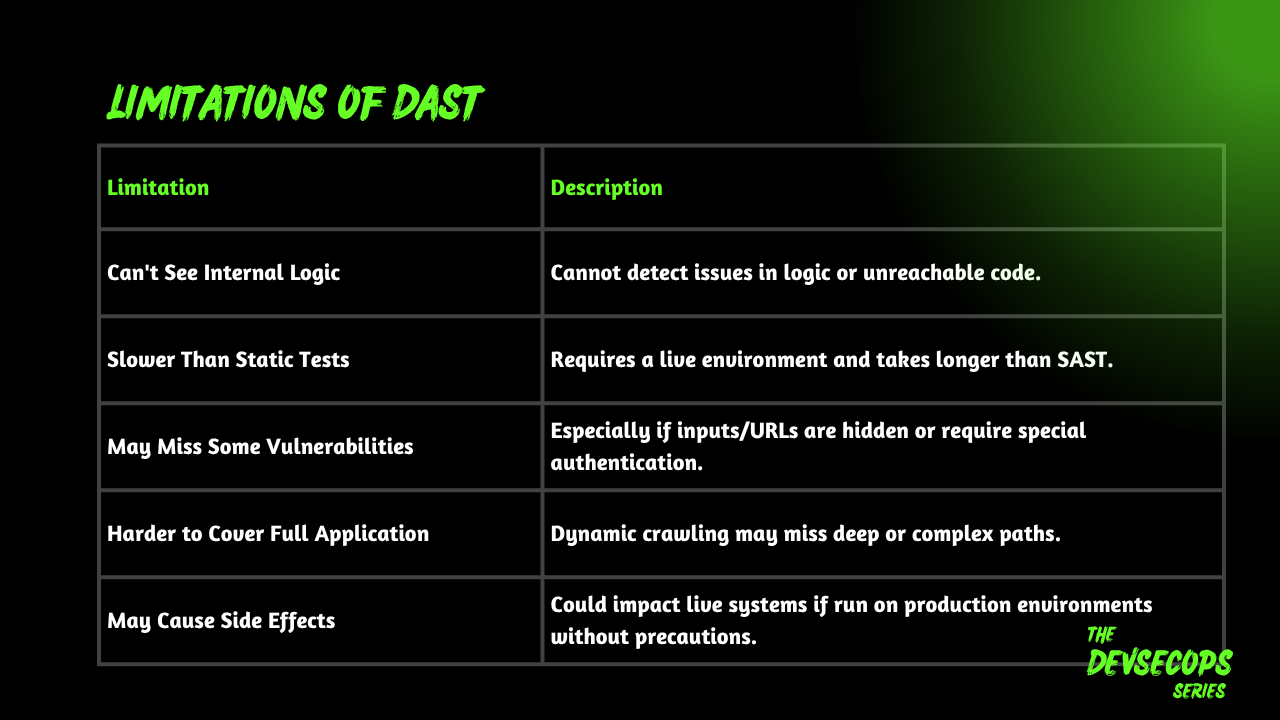 LIMITATIONS OF DAST
Limitation
Description
Can't See Internal Logic
Cannot detect issues in logic or unreachable code.
Slower Than Static Tests
Requires a live environment and takes longer than SAST.
May Miss Some Vulnerabilities
Especially if inputs/URLs are hidden or require special
authentication.
Harder to Cover Full Application
Dynamic crawling may miss deep or complex paths.
May Cause Side Effects
Could impact live systems if run on production environments
without precautions.
THE
DEVSECOPS
SERIES